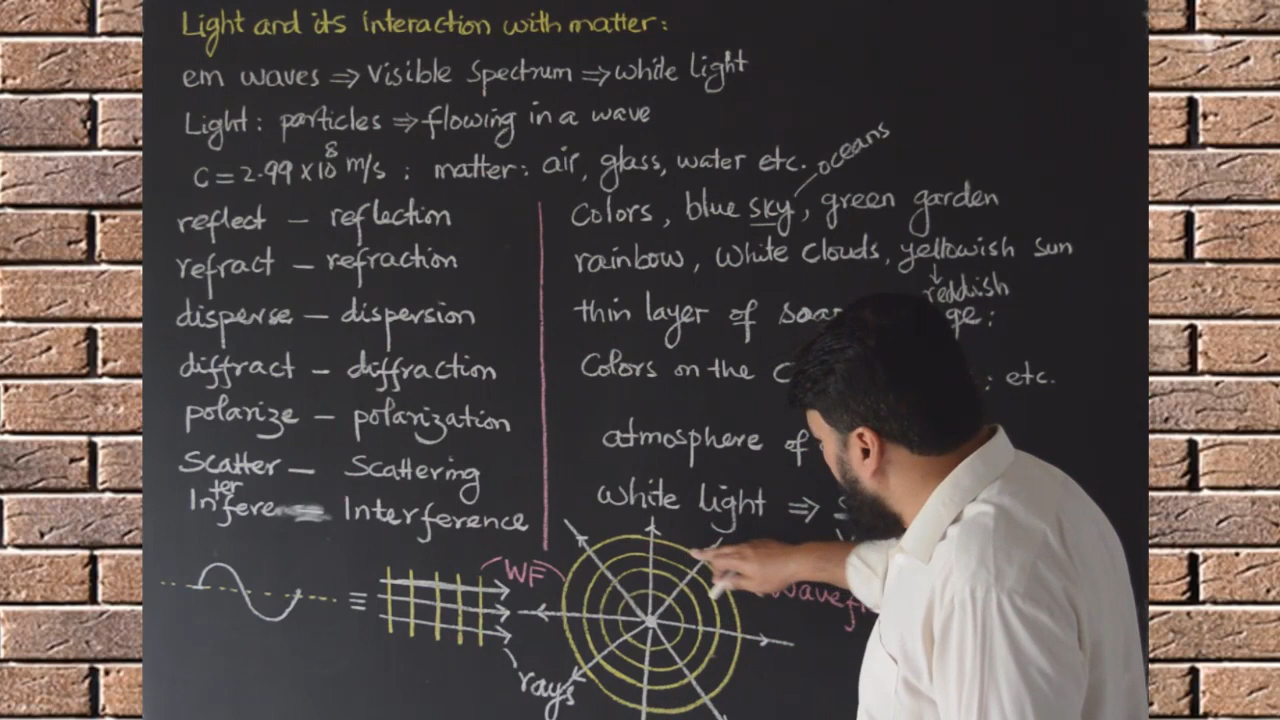 Light and its interaction with matter:
em waves ⇒ Visible Spectrum ⇒ white light
Light: particles ⇒ flowing in a wave
C = 2.99 x 10^8 m/s ; matter: air, glass, water etc.
oceans
reflect – reflection
refract – refraction
disperse – dispersion
diffract – diffraction
polarize – polarization
Scatter – Scattering
Interfere = Interference
Colors, blue sky, green garden
rainbow, White Clouds, yellowish sun
reddish
thin layer of
Colors on the ; etc.
atmosphere of
white light ⇒
≡
WF
rays